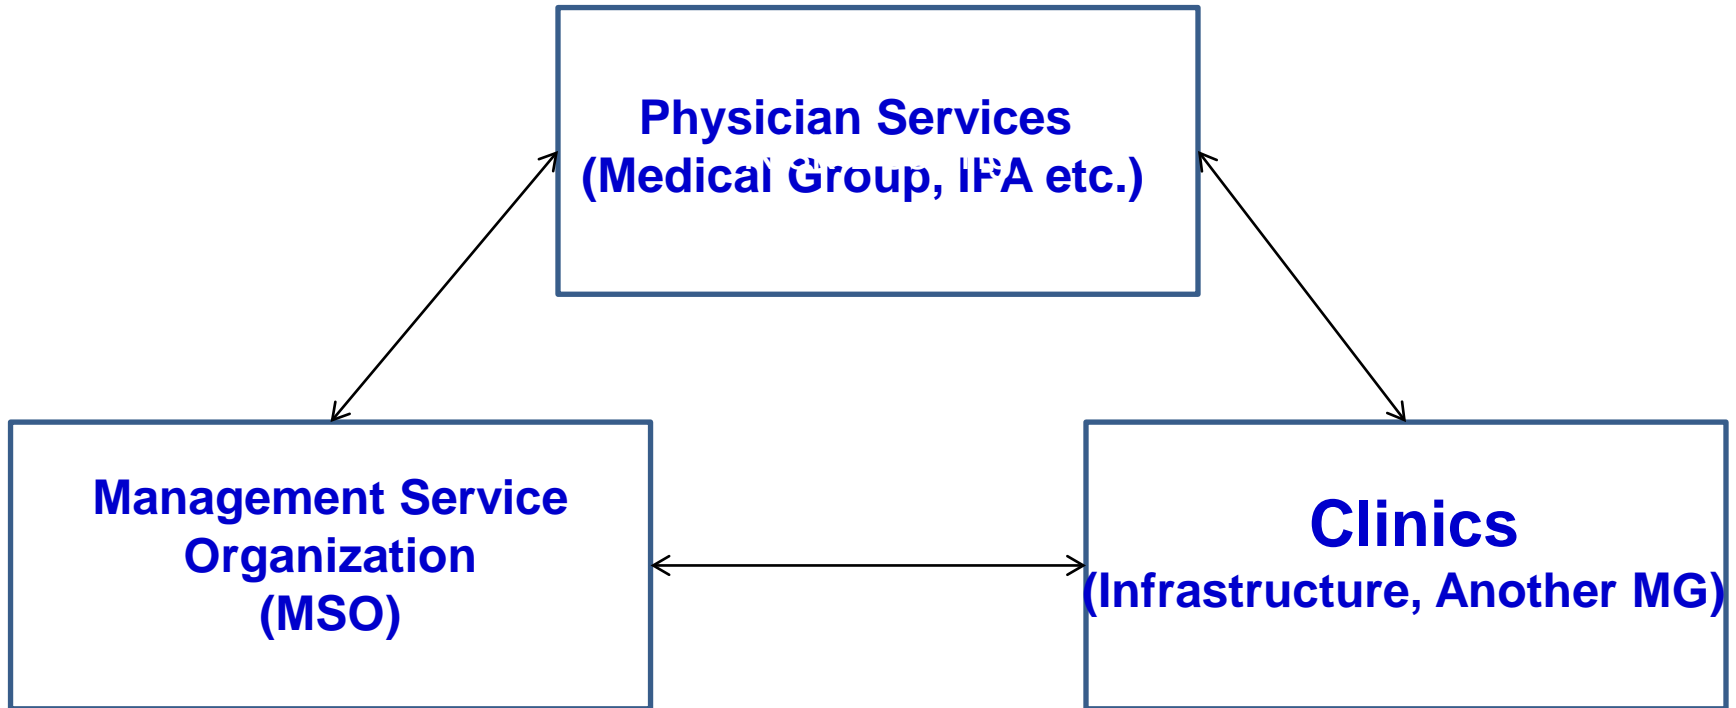 Physician Services
(Medical Group, IPA etc.)
Management Service
Organization
(MSO)
Clinics
(Infrastructure, Another MG)